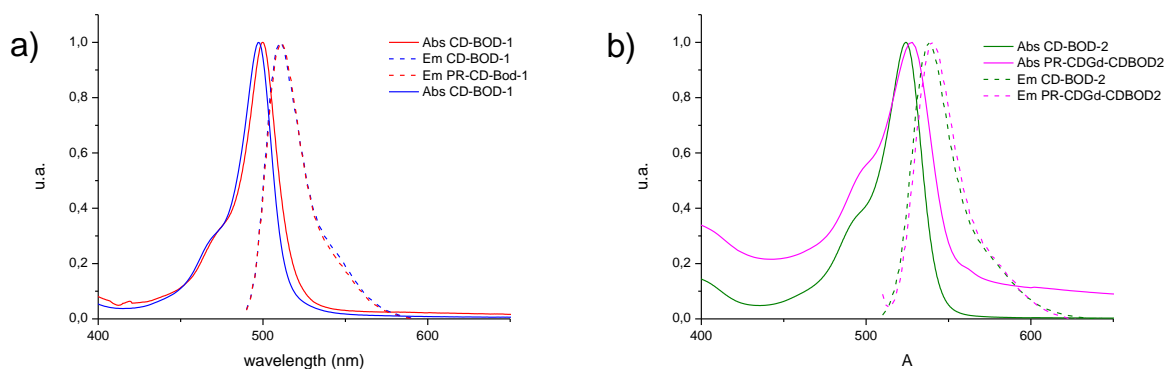 a)
1,0
0,8
0,6
0,4
0,2
0,0
u.a.
400
500
600
wavelength (nm)
Abs CD-BOD-1
Em CD-BOD-1
Em PR-CD-Bod-1
Abs CD-BOD-1
b)
1,0
0,8
0,6
0,4
0,2
0,0
u.a.
400
500
600
A
Abs CD-BOD-2
Abs PR-CDGd-CDBOD2
Em CD-BOD-2
Em PR-CDGd-CDBOD2